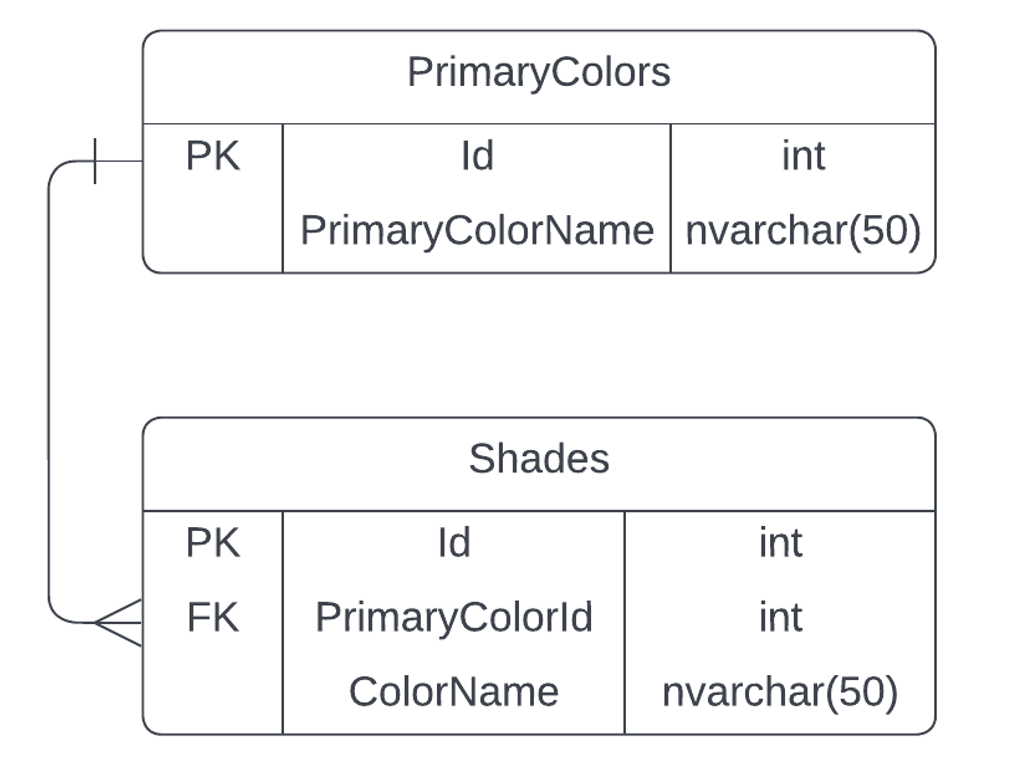 PrimaryColors
PK Id int
PrimaryColorName nvarchar(50)
Shades
PK Id int
FK PrimaryColorId int
ColorName nvarchar(50)